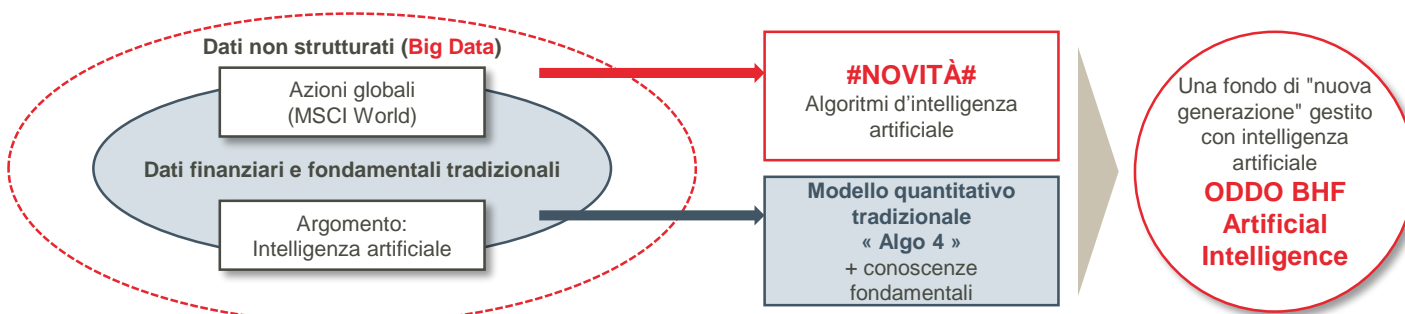 Dati non strutturati (Big Data)
Azioni globali
(MSCI World)
Dati finanziari e fondamentali tradizionali
Argomento:
Intelligenza artificiale
#NOVITÀ#
Algoritmi d'intelligenza
artificiale
Modello quantitativo
tradizionale
« Algo 4 »
+ conoscenze
fondamentali
Una fondo di "nuova
generazione" gestito
con intelligenza
artificiale
ODDO BHF
Artificial
Intelligence